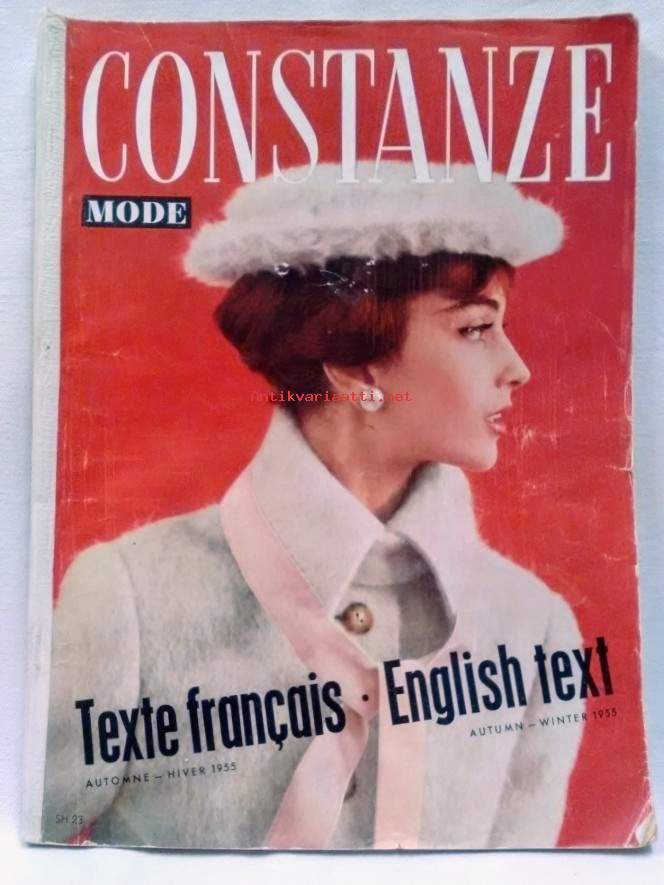 CONSTANZE
MODE
Antikvariaatti.net
Texte français · English text
AUTOMNE – HIVER 1955
AUTUMN – WINTER 1955
SH 23